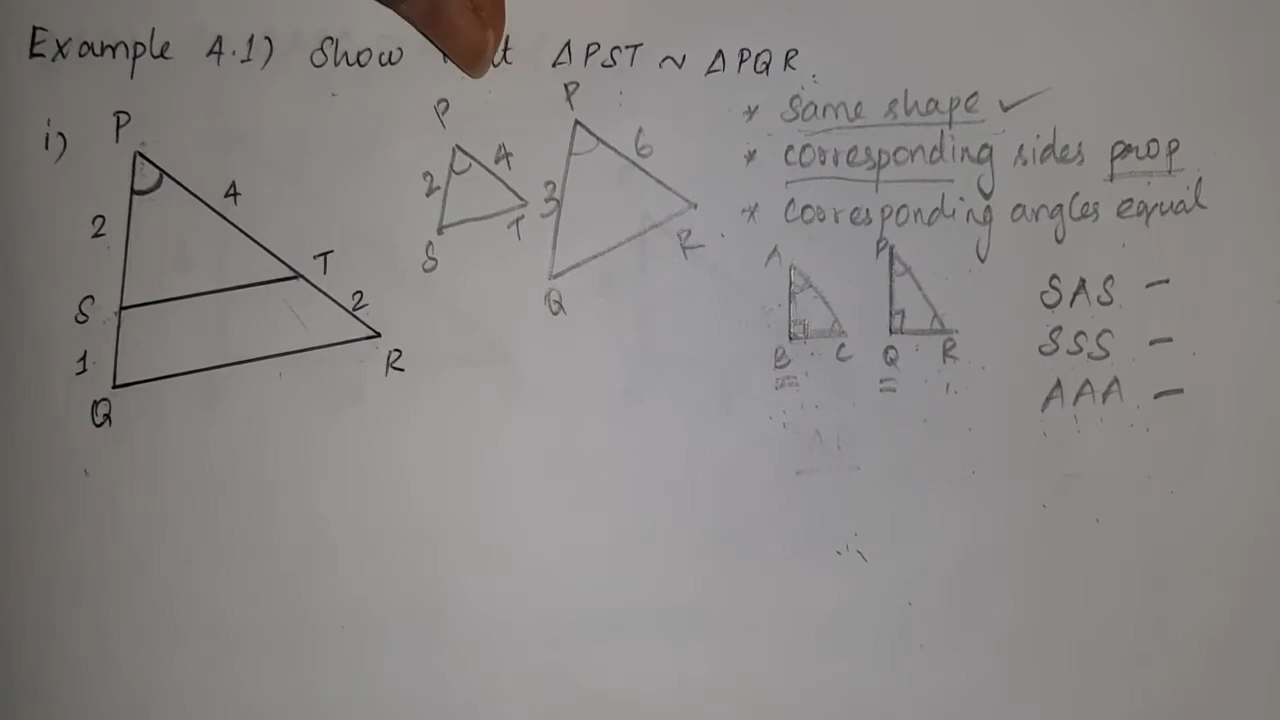 Example 4.1) Show ΔPST ~ ΔPQR.
i)
P
2
4
S
T
1
2
Q
R
P
2
4
S
T
P
3
6
Q
R
* same shape ✓
* corresponding sides prop
* corresponding angles equal
A
B
C
P
Q
R
SAS –
SSS –
AAA –